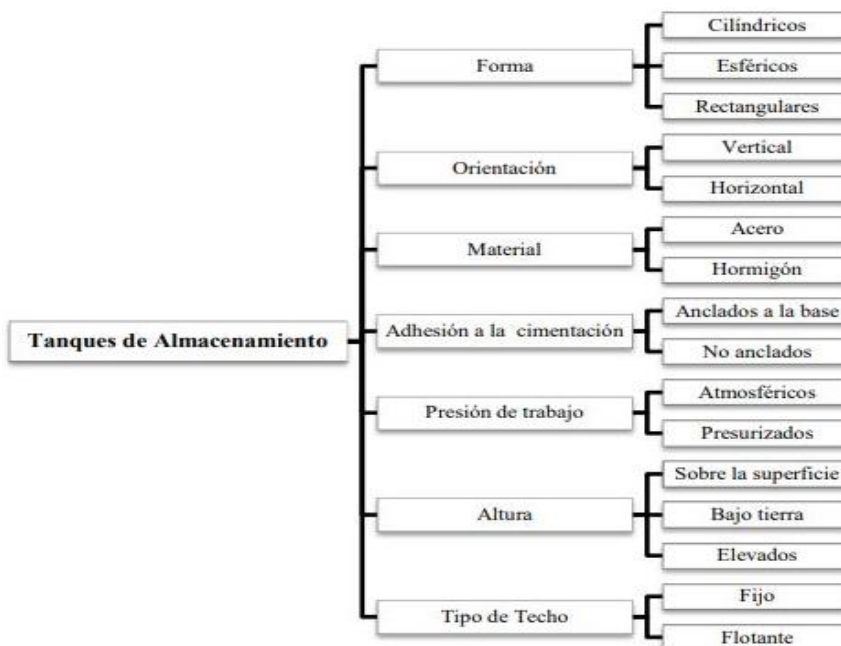 Tanques de Almacenamiento
Forma
Cilíndricos
Esféricos
Rectangulares
Orientación
Vertical
Horizontal
Material
Acero
Hormigón
Adhesión a la cimentación
Anclados a la base
No anclados
Presión de trabajo
Atmosféricos
Presurizados
Altura
Sobre la superficie
Bajo tierra
Elevados
Tipo de Techo
Fijo
Flotante